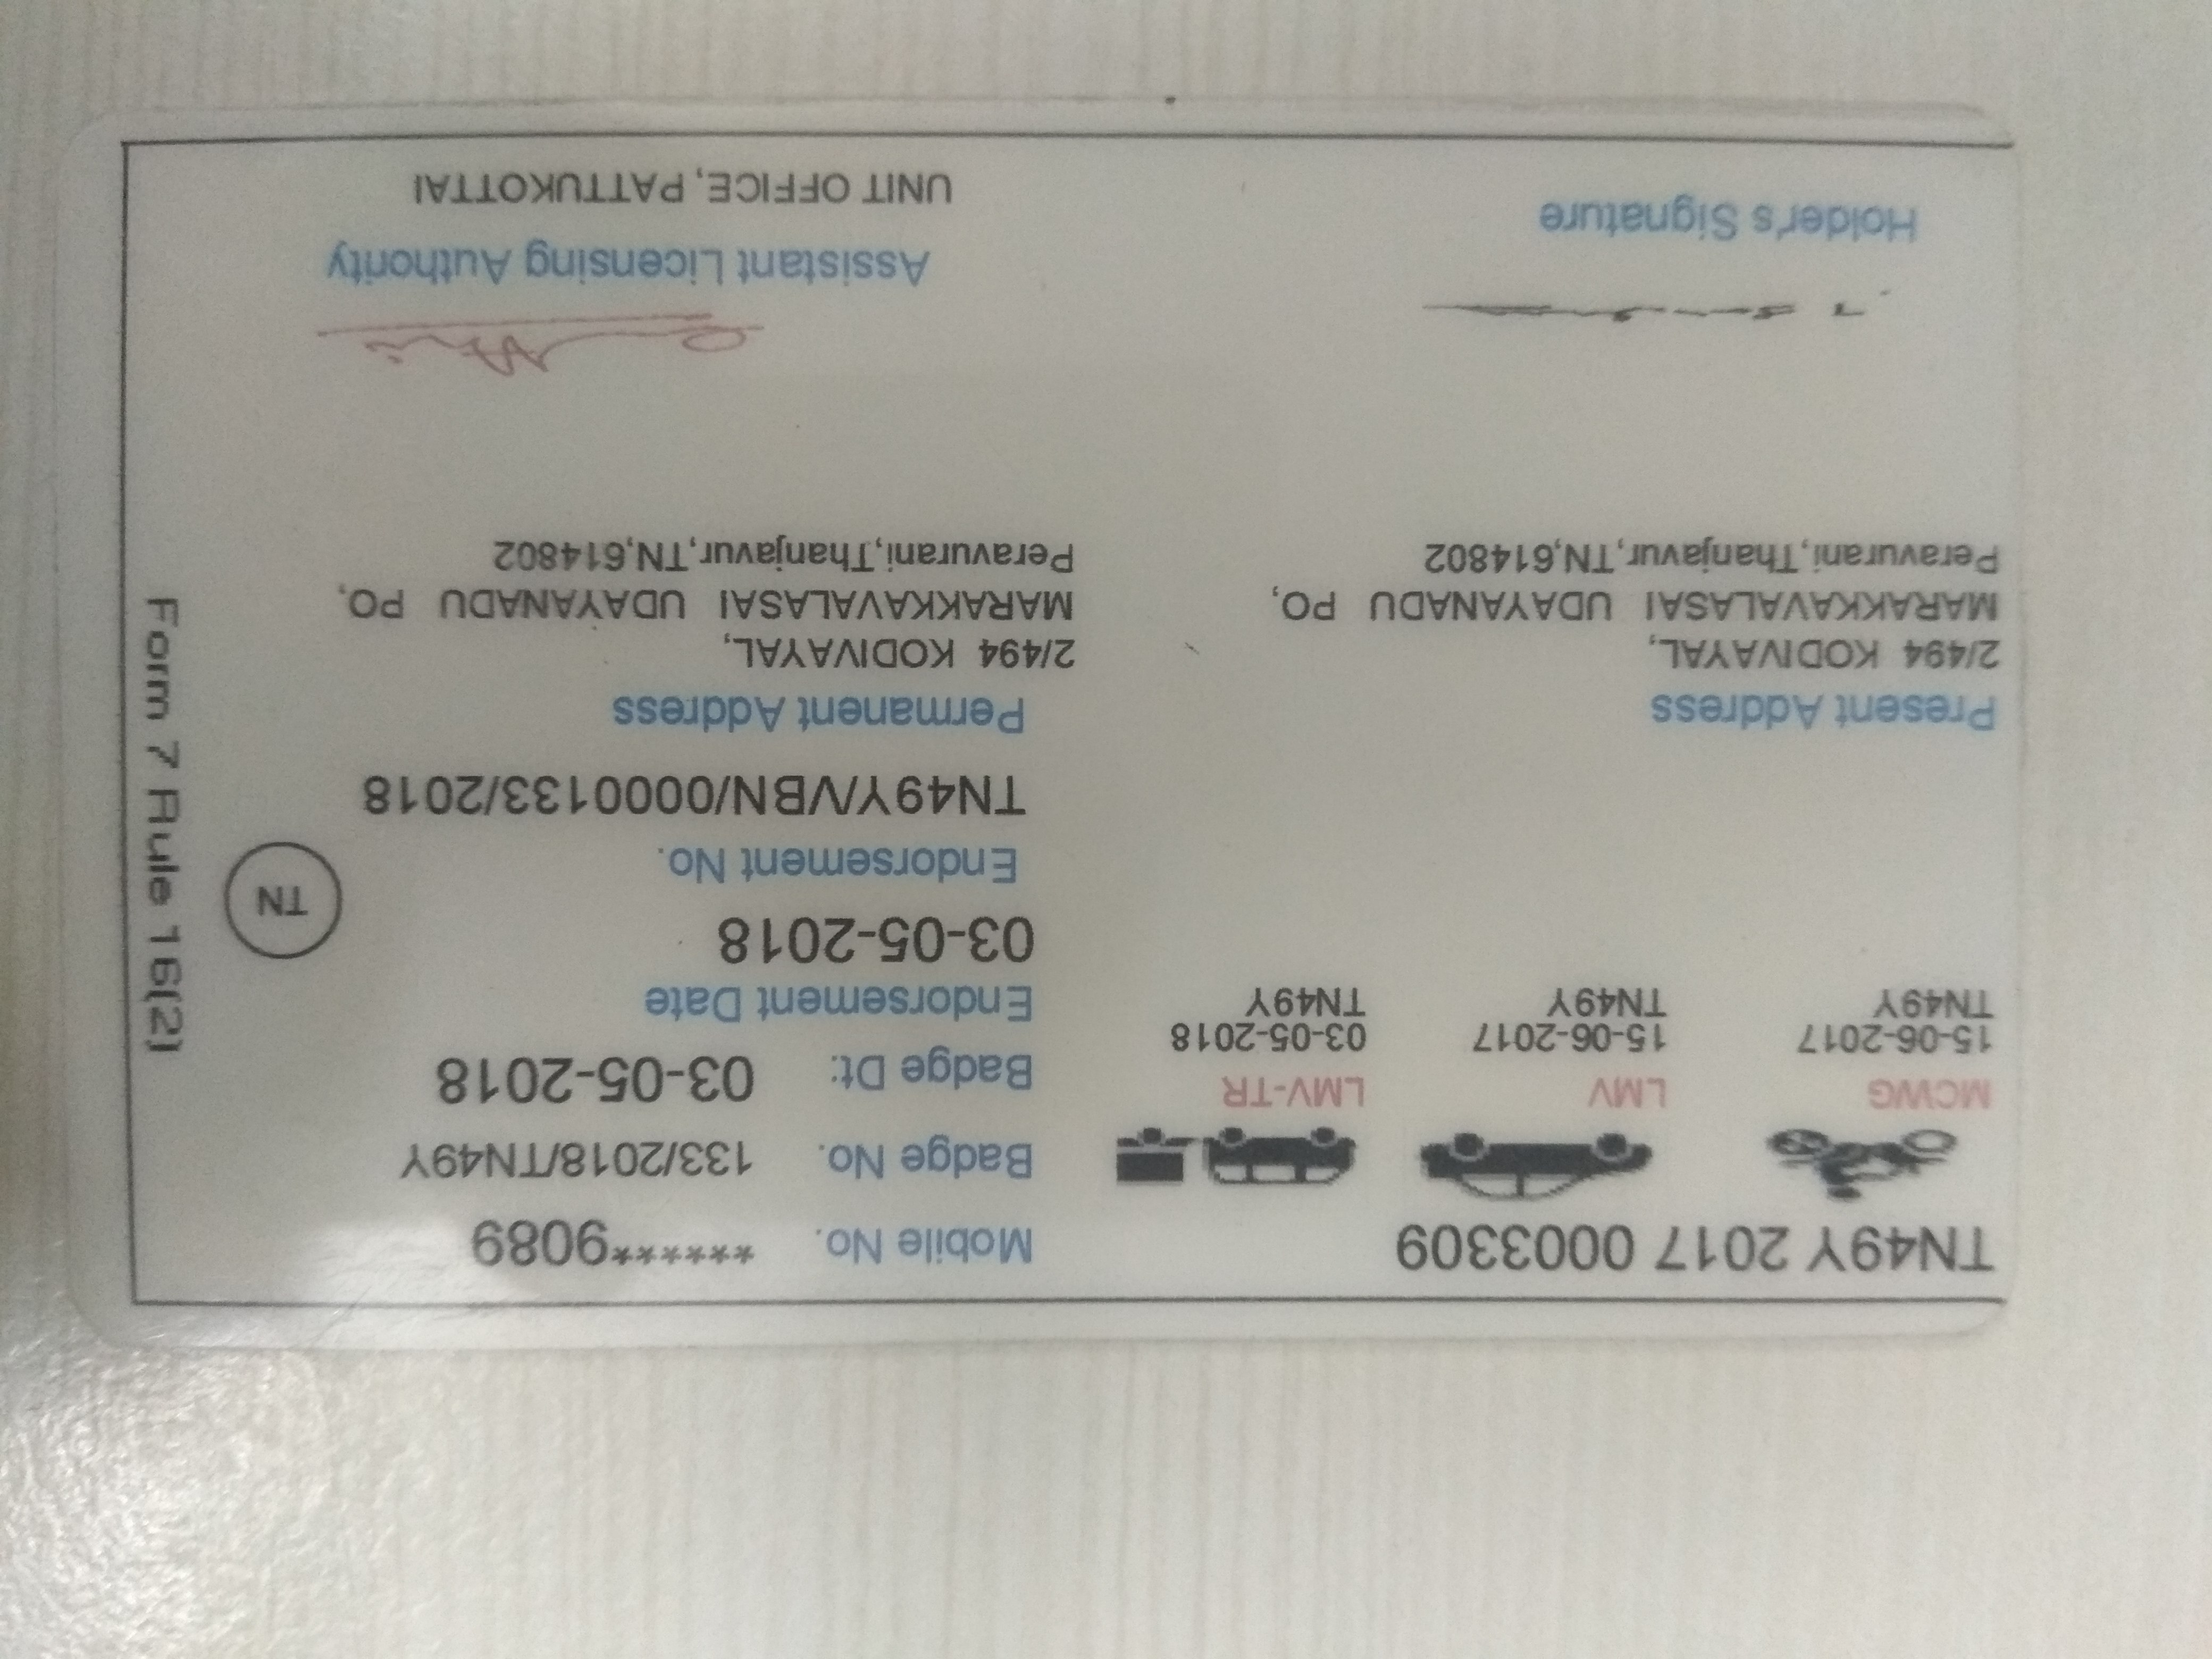 TN49Y 2017 0003309
MCWG
15-06-2017
TN49Y
LMV
15-06-2017
TN49Y
LMV-TR
03-05-2018
TN49Y
Present Address
2/494 KODIVAYAL,
MARAKKAVALASAI UDAYANADU PO,
Peravurani,Thanjavur,TN,614802
Holder's Signature
Mobile No. ******9089
Badge No. 133/2018/TN49Y
Badge Dt: 03-05-2018
Endorsement Date
03-05-2018
Endorsement No.
TN49Y/VBN/0000133/2018
Permanent Address
2/494 KODIVAYAL,
MARAKKAVALASAI UDAYANADU PO,
Peravurani,Thanjavur,TN,614802
Assistant Licensing Authority
UNIT OFFICE, PATTUKOTTAI
TN
Form 7 Rule 16(2)